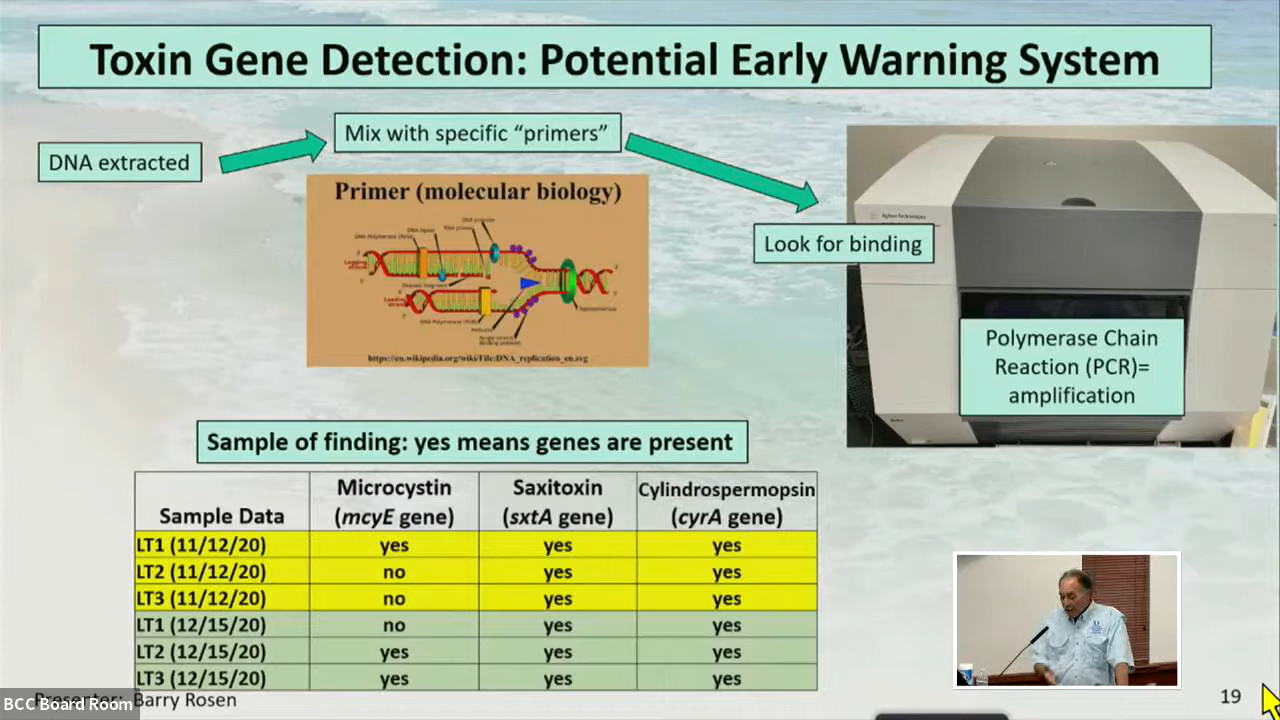 Toxin Gene Detection: Potential Early Warning System
DNA extracted
Mix with specific “primers”
Look for binding
Primer (molecular biology)
https://en.wikipedia.org/wiki/File:DNA_replication_en.svg
Agilent Technologies
Polymerase Chain
Reaction (PCR)=
amplification
Sample of finding: yes means genes are present
Sample Data Microcystin (mcyE gene) Saxitoxin (sxtA gene) Cylindrospermopsin (cyrA gene)
LT1 (11/12/20) yes yes yes
LT2 (11/12/20) no yes yes
LT3 (11/12/20) no yes yes
LT1 (12/15/20) no yes yes
LT2 (12/15/20) yes yes yes
LT3 (12/15/20) yes yes yes
Presenter: Barry Rosen
BCC Board Room
19